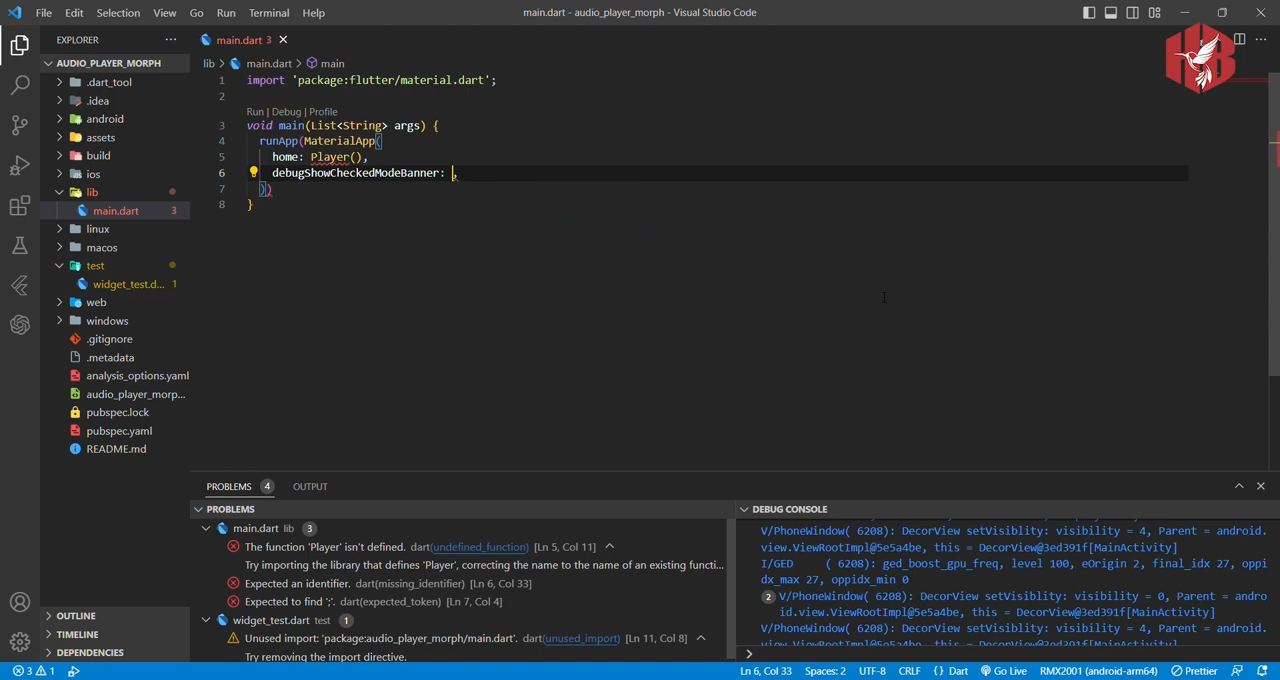 File Edit Selection View Go Run Terminal Help
main.dart - audio_player_morph - Visual Studio Code
EXPLORER
AUDIO_PLAYER_MORPH
.dart_tool
.idea
android
assets
build
ios
lib
main.dart 3
linux
macos
test
widget_test.d... 1
web
windows
.gitignore
.metadata
analysis_options.yaml
audio_player_morp...
pubspec.lock
pubspec.yaml
README.md
OUTLINE
TIMELINE
DEPENDENCIES
main.dart 3
lib > main.dart > main
1 import 'package:flutter/material.dart';
2
Run | Debug | Profile
3 void main(List<String> args) {
4 runApp(MaterialApp(
5 home: Player(),
6 debugShowCheckedModeBanner: ,
7 ))
8 }
HB
PROBLEMS 4 OUTPUT
PROBLEMS
main.dart lib 3
The function 'Player' isn't defined. dart(undefined_function) [Ln 5, Col 11]
Try importing the library that defines 'Player', correcting the name to the name of an existing functi...
Expected an identifier. dart(missing_identifier) [Ln 6, Col 33]
Expected to find ';'. dart(expected_token) [Ln 7, Col 4]
widget_test.dart test 1
Unused import: 'package:audio_player_morph/main.dart'. dart(unused_import) [Ln 11, Col 8]
Try removing the import directive.
DEBUG CONSOLE
V/PhoneWindow( 6208): DecorView setVisiblity: visibility = 4, Parent = android.
view.ViewRootImpl@5e5a4be, this = DecorView@3ed391f[MainActivity]
I/GED ( 6208): ged_boost_gpu_freq, level 100, eOrigin 2, final_idx 27, oppi
dx_max 27, oppidx_min 0
2 V/PhoneWindow( 6208): DecorView setVisiblity: visibility = 0, Parent = andro
id.view.ViewRootImpl@5e5a4be, this = DecorView@3ed391f[MainActivity]
V/PhoneWindow( 6208): DecorView setVisiblity: visibility = 4, Parent = android.
view.ViewRootImpl@5e5a4be, this = DecorView@3ed391f[MainActivity]
3 1
Ln 6, Col 33 Spaces: 2 UTF-8 CRLF {} Dart Go Live RMX2001 (android-arm64) Prettier